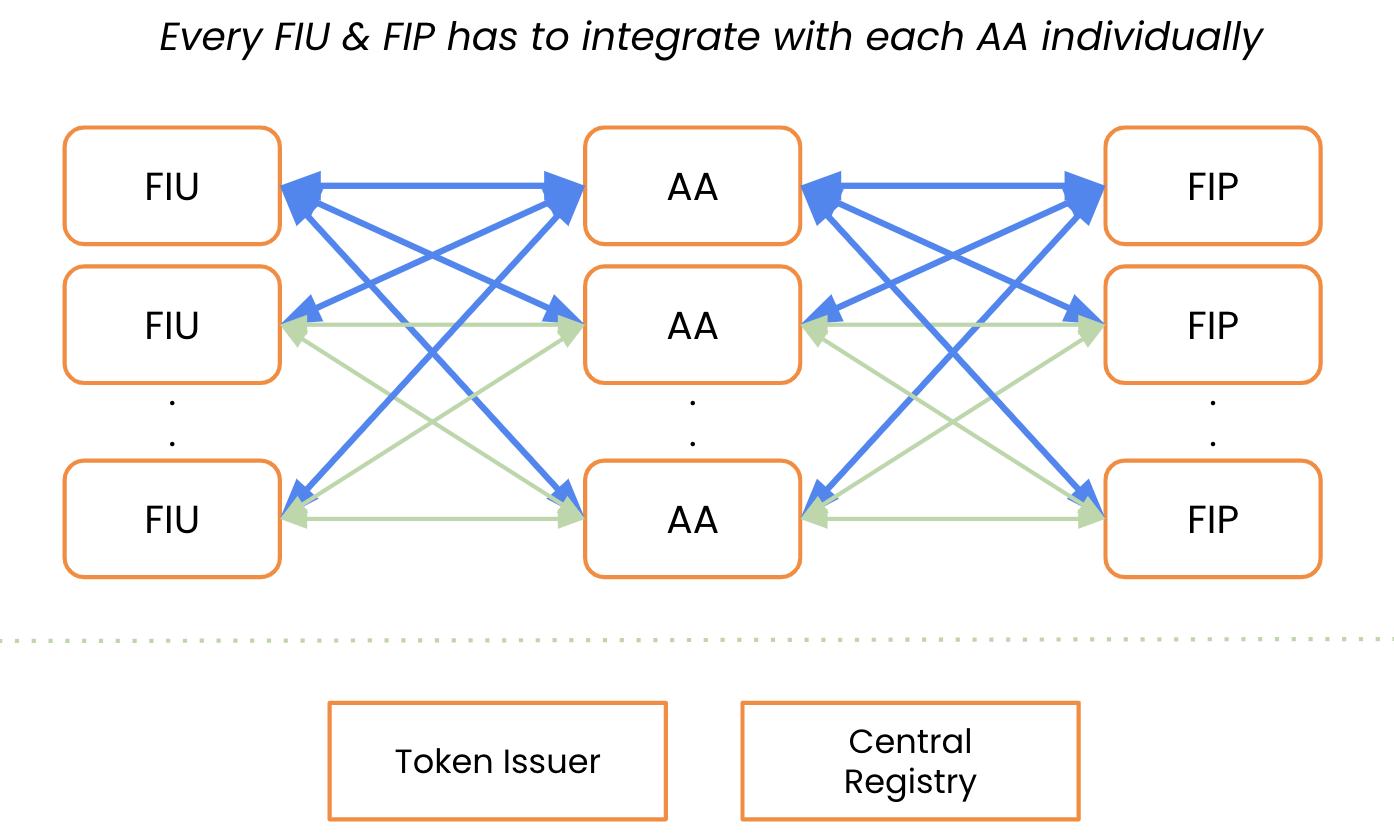 Every FIU & FIP has to integrate with each AA individually
FIU AA FIP
FIU AA FIP
. . .
. . .
FIU AA FIP
Token Issuer
Central
Registry